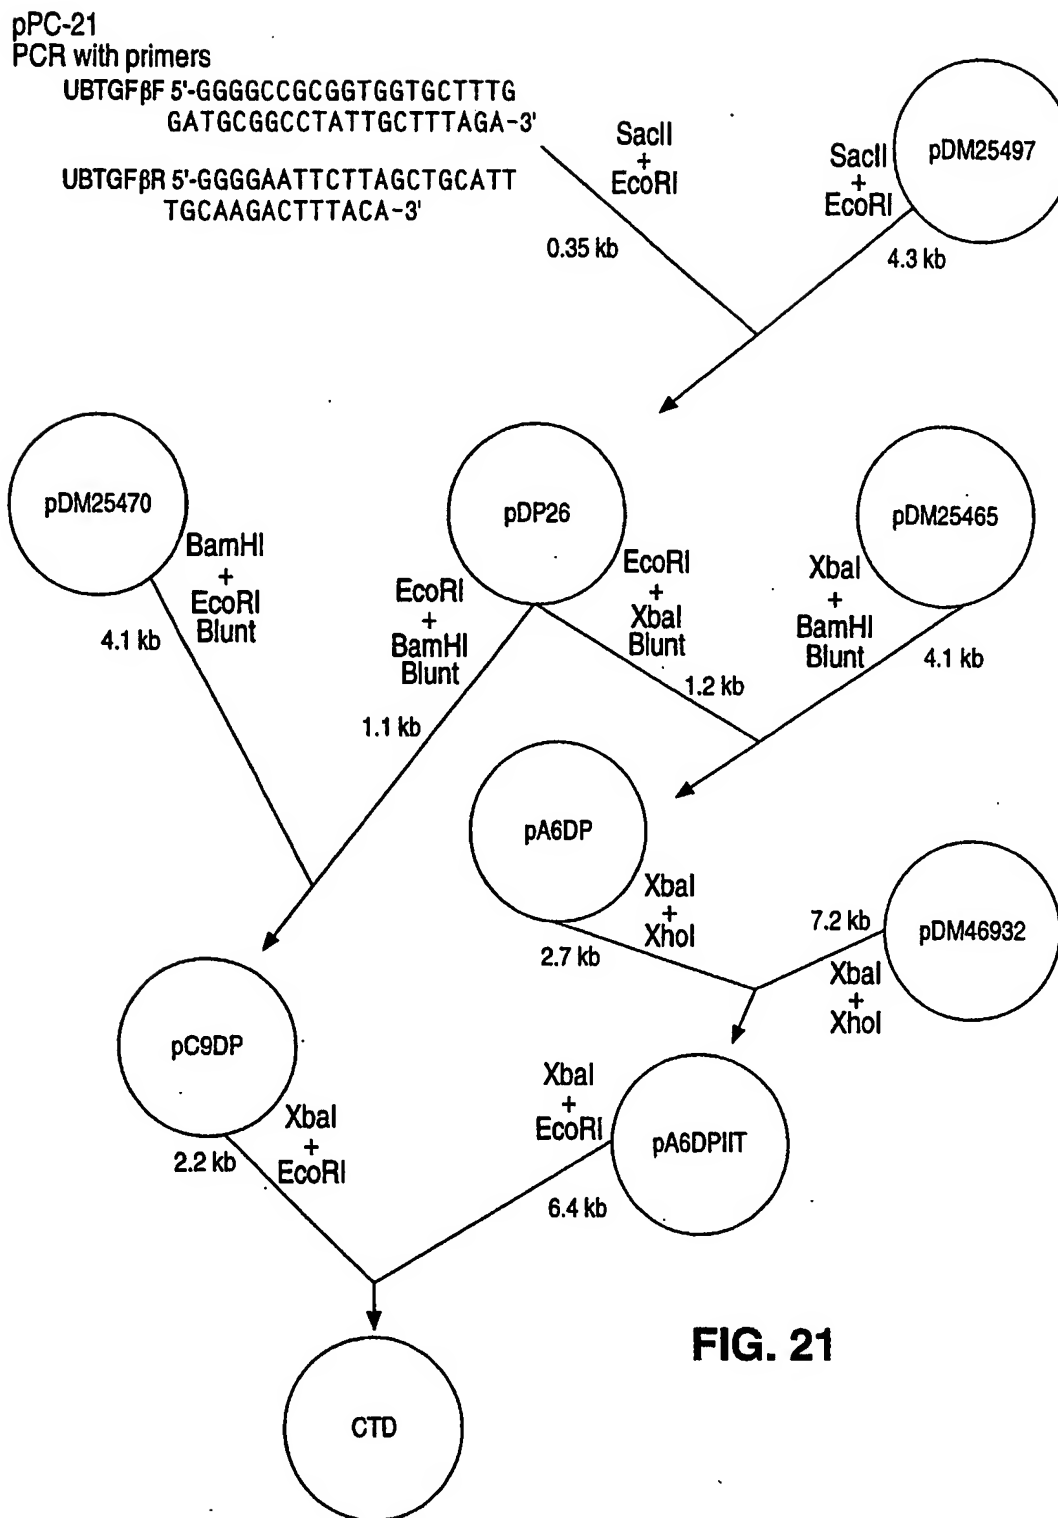 pPC-21
PCR with primers
UBTGFβF 5'-GGGGCCGCGGTGGTGCTTTG
GATGCGGCCTATTGCTTTAGA-3'
UBTGFβR 5'-GGGGAATTCTTAGCTGCATT
TGCAAGACTTTACA-3'
SacII
+
EcoRI
0.35 kb
SacII
+
EcoRI
pDM25497
4.3 kb
pDM25470
BamHI
+
EcoRI
Blunt
4.1 kb
pDP26
EcoRI
+
BamHI
Blunt
1.1 kb
EcoRI
+
XbaI
Blunt
1.2 kb
pDM25465
XbaI
+
BamHI
Blunt
4.1 kb
pA6DP
XbaI
+
XhoI
2.7 kb
7.2 kb
pDM46932
XbaI
+
XhoI
pC9DP
XbaI
+
EcoRI
2.2 kb
XbaI
+
EcoRI
pA6DPIIT
6.4 kb
CTD
FIG. 21